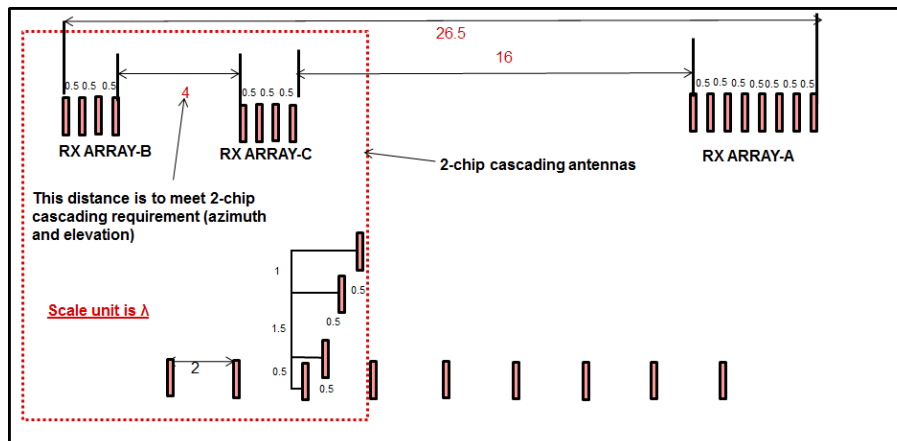 26.5
16
0.5 0.5 0.5
4
0.5 0.5 0.5
0.5 0.5 0.5 0.5 0.5 0.5 0.5
RX ARRAY-B
RX ARRAY-C
RX ARRAY-A
2-chip cascading antennas
This distance is to meet 2-chip
cascading requirement (azimuth
and elevation)
1
0.5
Scale unit is λ
0.5
1.5
2
0.5
0.5